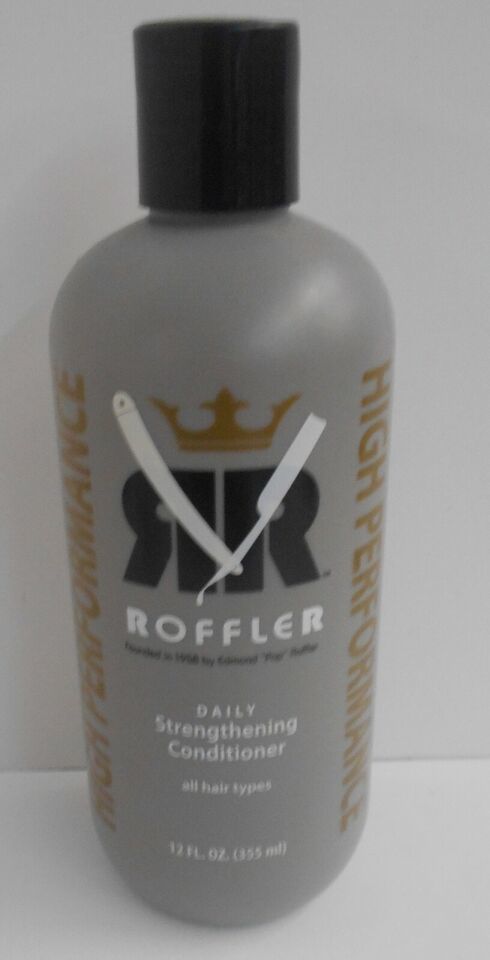 HIGH PERFORMANCE
RR™
ROFFLER
Founded in 1958 by Edmond "Pop" Roffler
DAILY
Strengthening
Conditioner
all hair types
12 FL. OZ. (355 ml)
HIGH PERFORMANCE